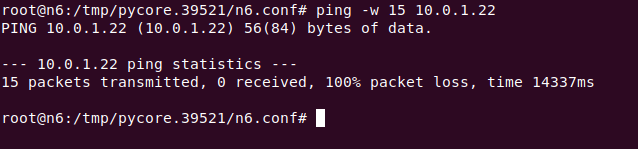 root@n6:/tmp/pycore.39521/n6.conf# ping -w 15 10.0.1.22
PING 10.0.1.22 (10.0.1.22) 56(84) bytes of data.
--- 10.0.1.22 ping statistics ---
15 packets transmitted, 0 received, 100% packet loss, time 14337ms
root@n6:/tmp/pycore.39521/n6.conf#